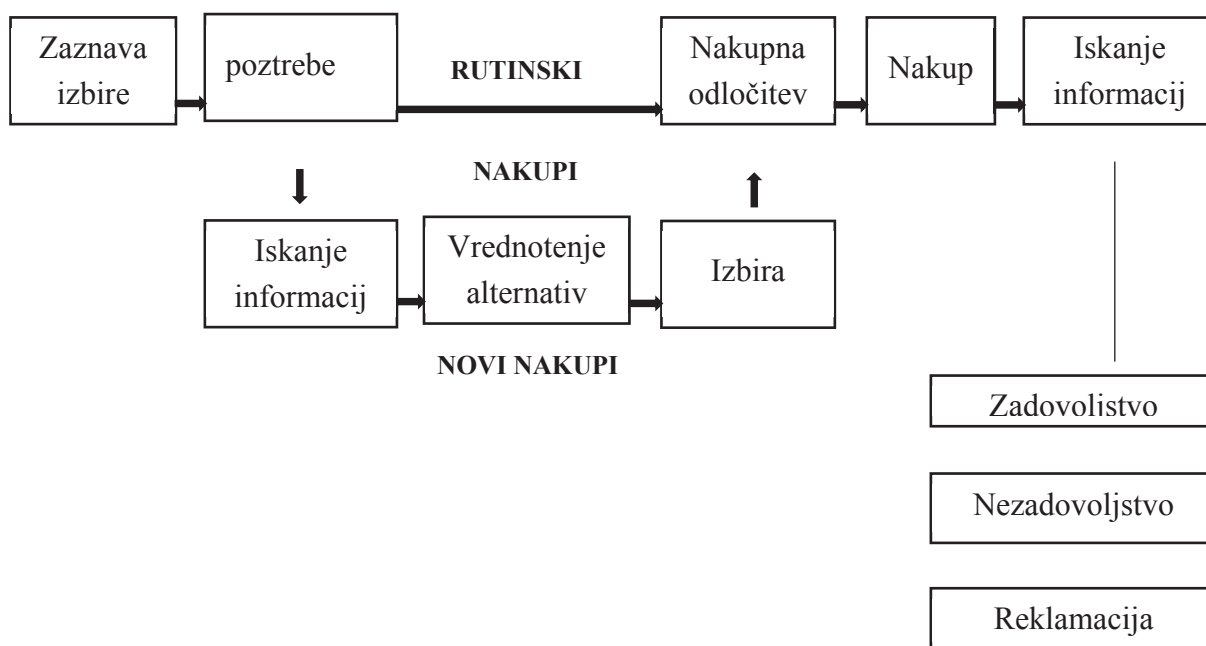 Zaznava
izbire
poztrebe
RUTINSKI
Nakupna
odločitev
Nakup
Iskanje
informacij
NAKUPI
Iskanje
informacij
Vrednotenje
alternativ
Izbira
NOVI NAKUPI
Zadovoljstvo
Nezadovoljstvo
Reklamacija